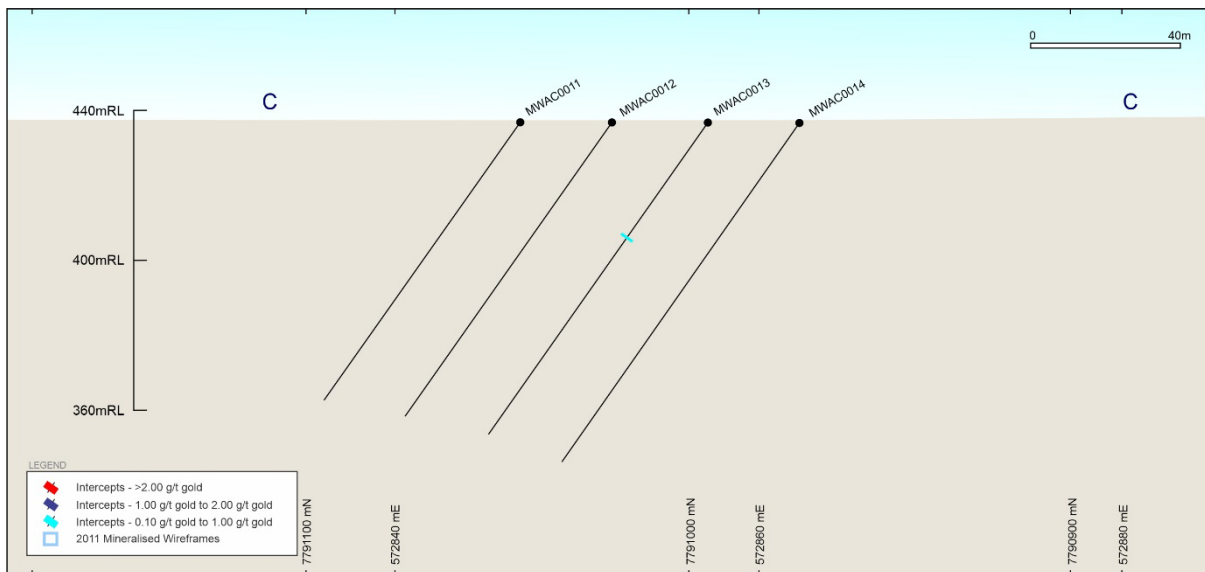 0 40m
MWAC0011
MWAC0012
MWAC0013
MWAC0014
C C
440mRL
400mRL
360mRL
LEGEND
Intercepts - >2.00 g/t gold
Intercepts - 1.00 g/t gold to 2.00 g/t gold
Intercepts - 0.10 g/t gold to 1.00 g/t gold
2011 Mineralised Wireframes
7791100 mN
572840 mE
7791000 mN
572860 mE
7790900 mN
572880 mE